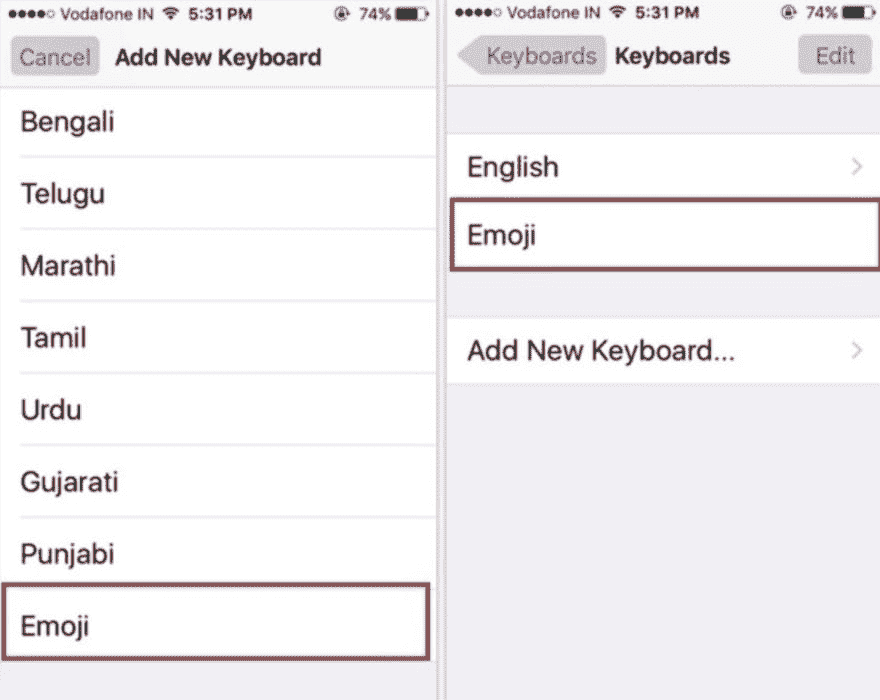 Vodafone IN 5:31 PM 74%
Cancel Add New Keyboard
Bengali
Telugu
Marathi
Tamil
Urdu
Gujarati
Punjabi
Emoji
Vodafone IN 5:31 PM 74%
Keyboards Keyboards Edit
English
Emoji
Add New Keyboard...